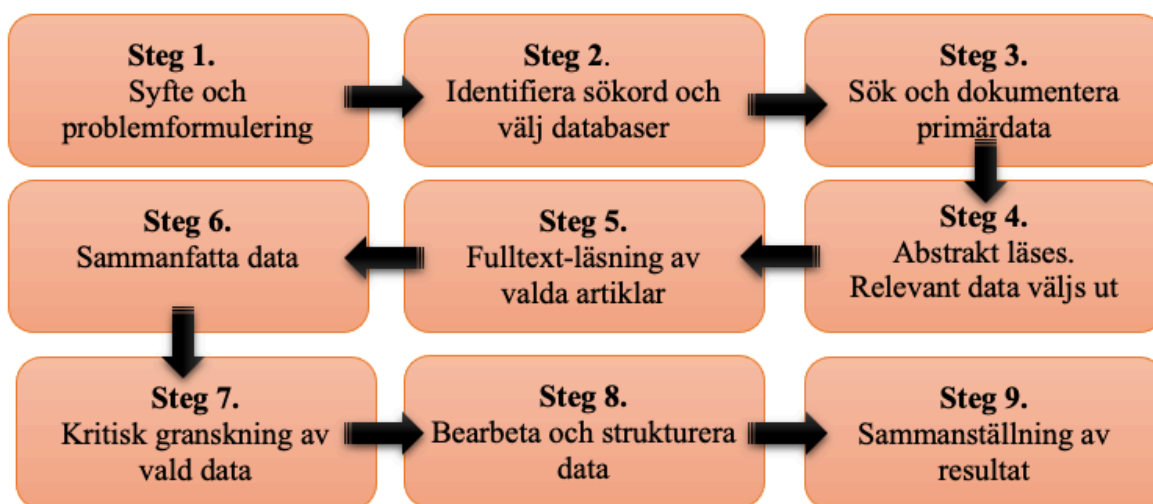 Steg 1.
Syfte och
problemformulering
Steg 2.
Identifiera sökord och
välj databaser
Steg 3.
Sök och dokumentera
primärdata
Steg 4.
Abstrakt läses.
Relevant data väljs ut
Steg 5.
Fulltext-läsning av
valda artiklar
Steg 6.
Sammanfatta data
Steg 7.
Kritisk granskning av
vald data
Steg 8.
Bearbeta och strukturera
data
Steg 9.
Sammanställning av
resultat